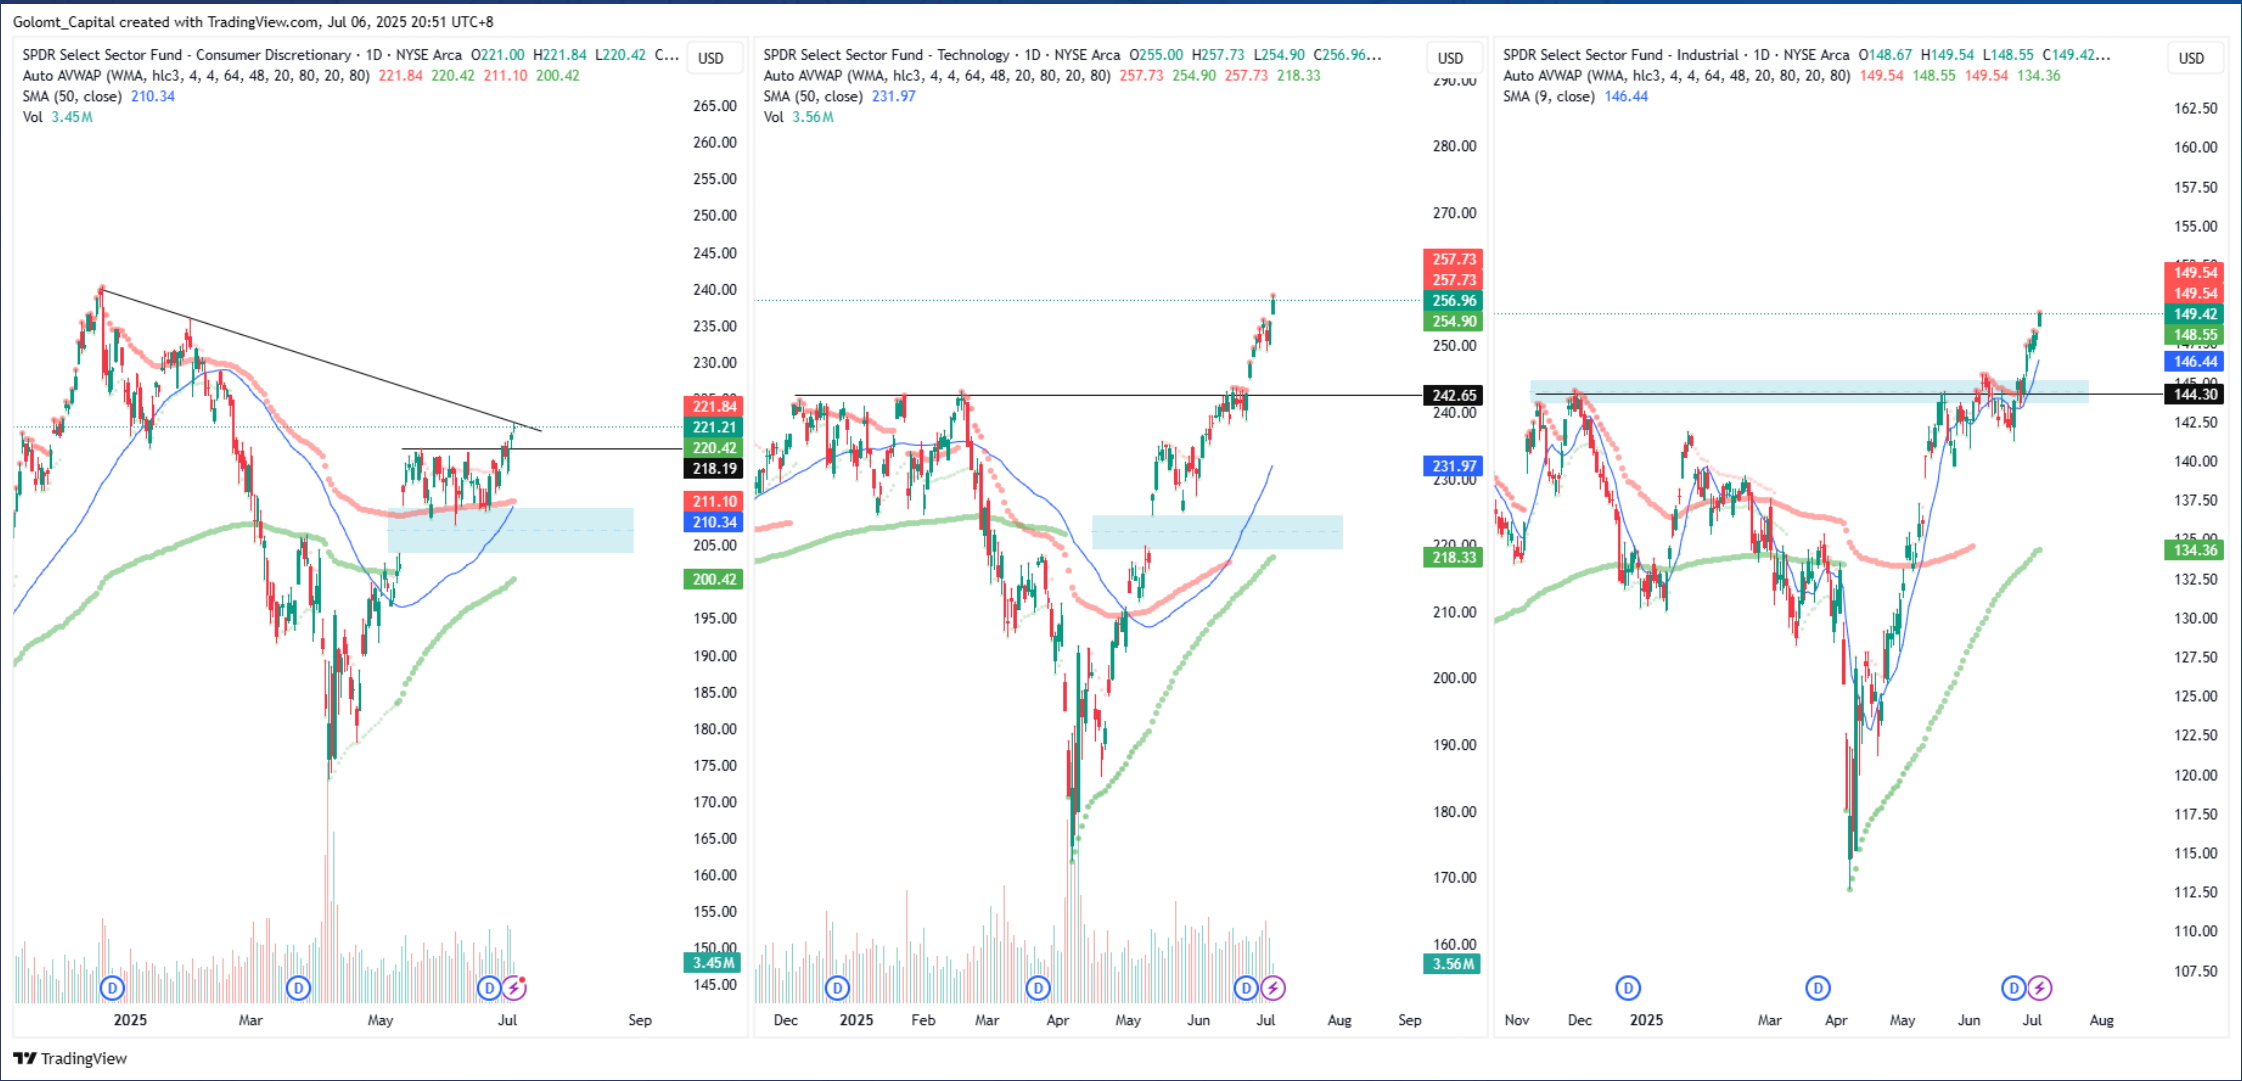 Golomt_Capital created with TradingView.com, Jul 06, 2025 20:51 UTC+8
SPDR Select Sector Fund - Consumer Discretionary · 1D · NYSE Arca O221.00 H221.84 L220.42 C...
USD
Auto AVWAP (WMA, hlc3, 4, 4, 64, 48, 20, 80, 20, 80) 221.84 220.42 211.10 200.42
SMA (50, close) 210.34
Vol 3.45M
265.00
260.00
255.00
250.00
245.00
240.00
235.00
230.00
221.84
221.21
220.42
218.19
211.10
210.34
205.00
200.42
195.00
190.00
185.00
180.00
175.00
170.00
165.00
160.00
155.00
150.00
3.45M
145.00
D
D
D
2025
Mar
May
Jul
Sep
SPDR Select Sector Fund - Technology · 1D · NYSE Arca O255.00 H257.73 L254.90 C256.96...
USD
Auto AVWAP (WMA, hlc3, 4, 4, 64, 48, 20, 80, 20, 80) 257.73 254.90 257.73 218.33
SMA (50, close) 231.97
Vol 3.56M
290.00
280.00
270.00
257.73
257.73
256.96
254.90
250.00
242.65
240.00
231.97
230.00
220.00
218.33
210.00
200.00
190.00
180.00
170.00
160.00
3.56M
D
D
D
Dec
2025
Feb
Mar
Apr
May
Jun
Jul
Aug
Sep
SPDR Select Sector Fund - Industrial · 1D · NYSE Arca O148.67 H149.54 L148.55 C149.42...
USD
Auto AVWAP (WMA, hlc3, 4, 4, 64, 48, 20, 80, 20, 80) 149.54 148.55 149.54 134.36
SMA (9, close) 146.44
162.50
160.00
157.50
155.00
149.54
149.54
149.42
148.55
146.44
145.00
144.30
142.50
140.00
137.50
134.36
132.50
130.00
127.50
125.00
122.50
120.00
117.50
115.00
112.50
110.00
107.50
D
D
D
Nov
Dec
2025
Mar
Apr
May
Jun
Jul
Aug
TradingView